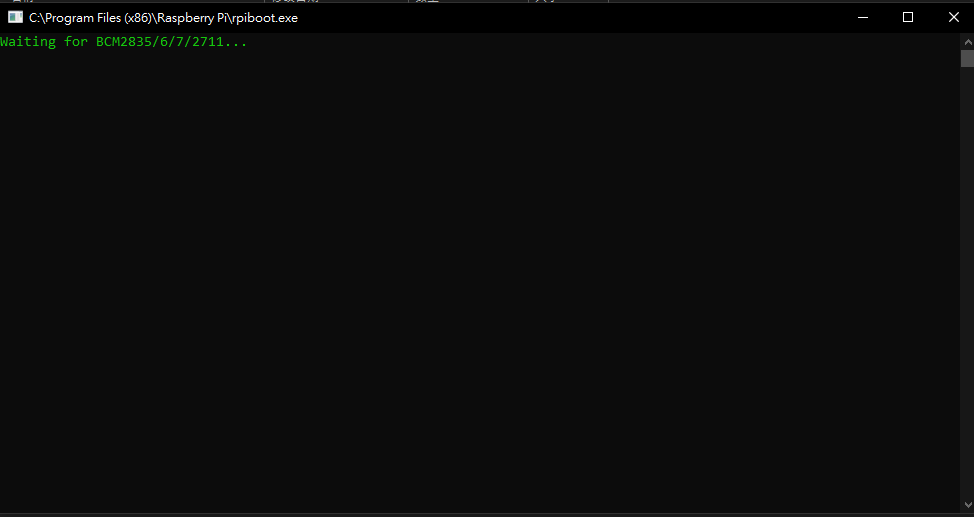 C:\Program Files (x86)\Raspberry Pi\rpiboot.exe
Waiting for BCM2835/6/7/2711...